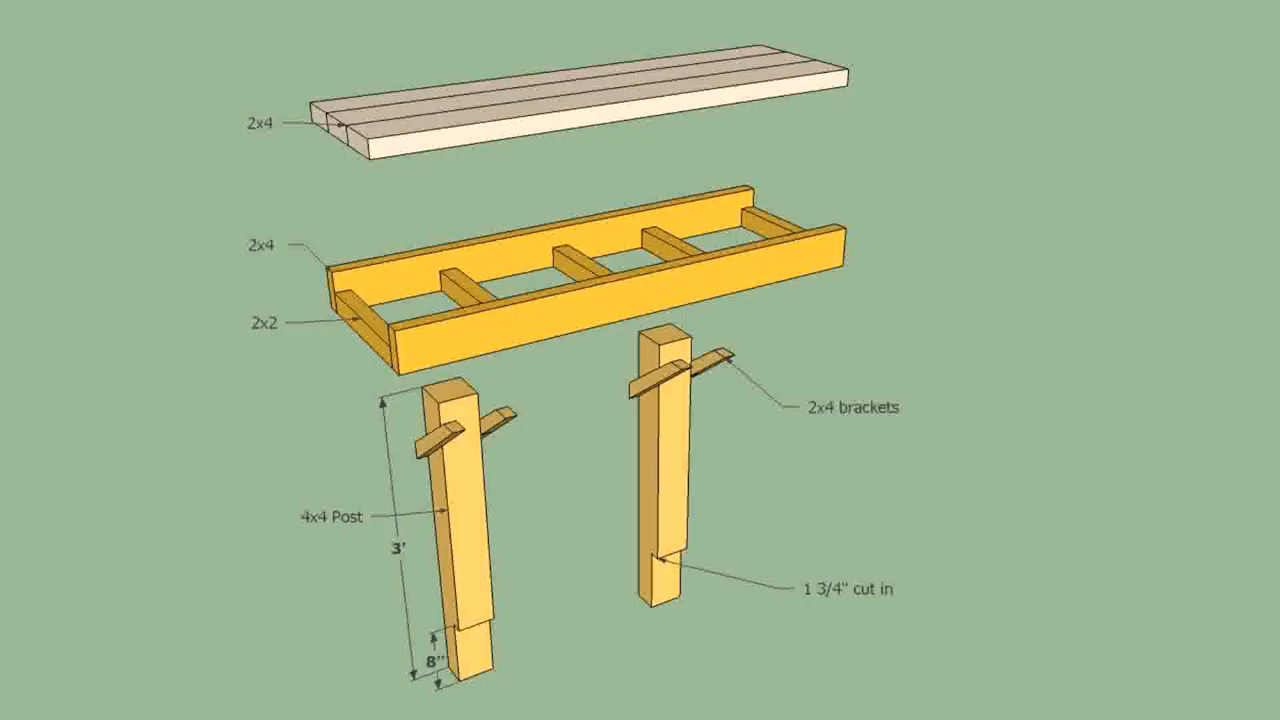 2x4
2x4
2x2
2x4 brackets
4x4 Post
3'
1 3/4" cut in
8"